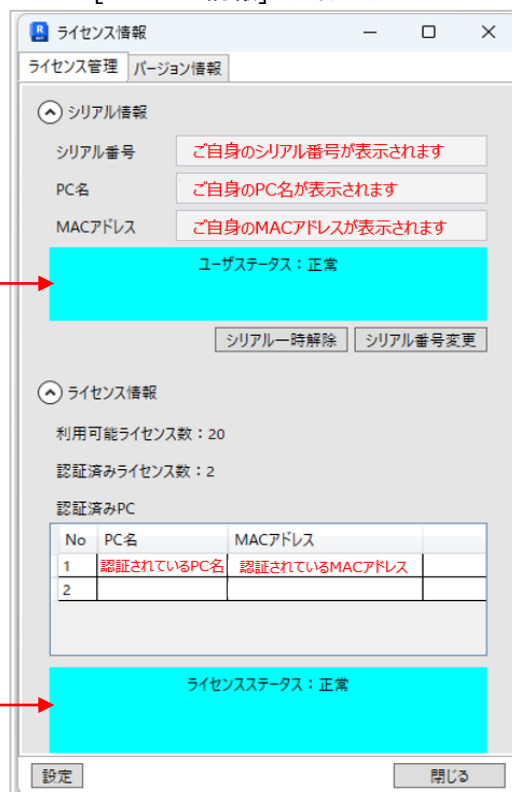 ライセンス情報
ライセンス管理 バージョン情報
シリアル情報
シリアル番号 ご自身のシリアル番号が表示されます
PC名 ご自身のPC名が表示されます
MACアドレス ご自身のMACアドレスが表示されます
ユーザステータス：正常
シリアル一時解除 シリアル番号変更
ライセンス情報
利用可能ライセンス数：20
認証済みライセンス数：2
認証済みPC
No PC名 MACアドレス
1 認証されているPC名 認証されているMACアドレス
2
ライセンスステータス：正常
設定 閉じる